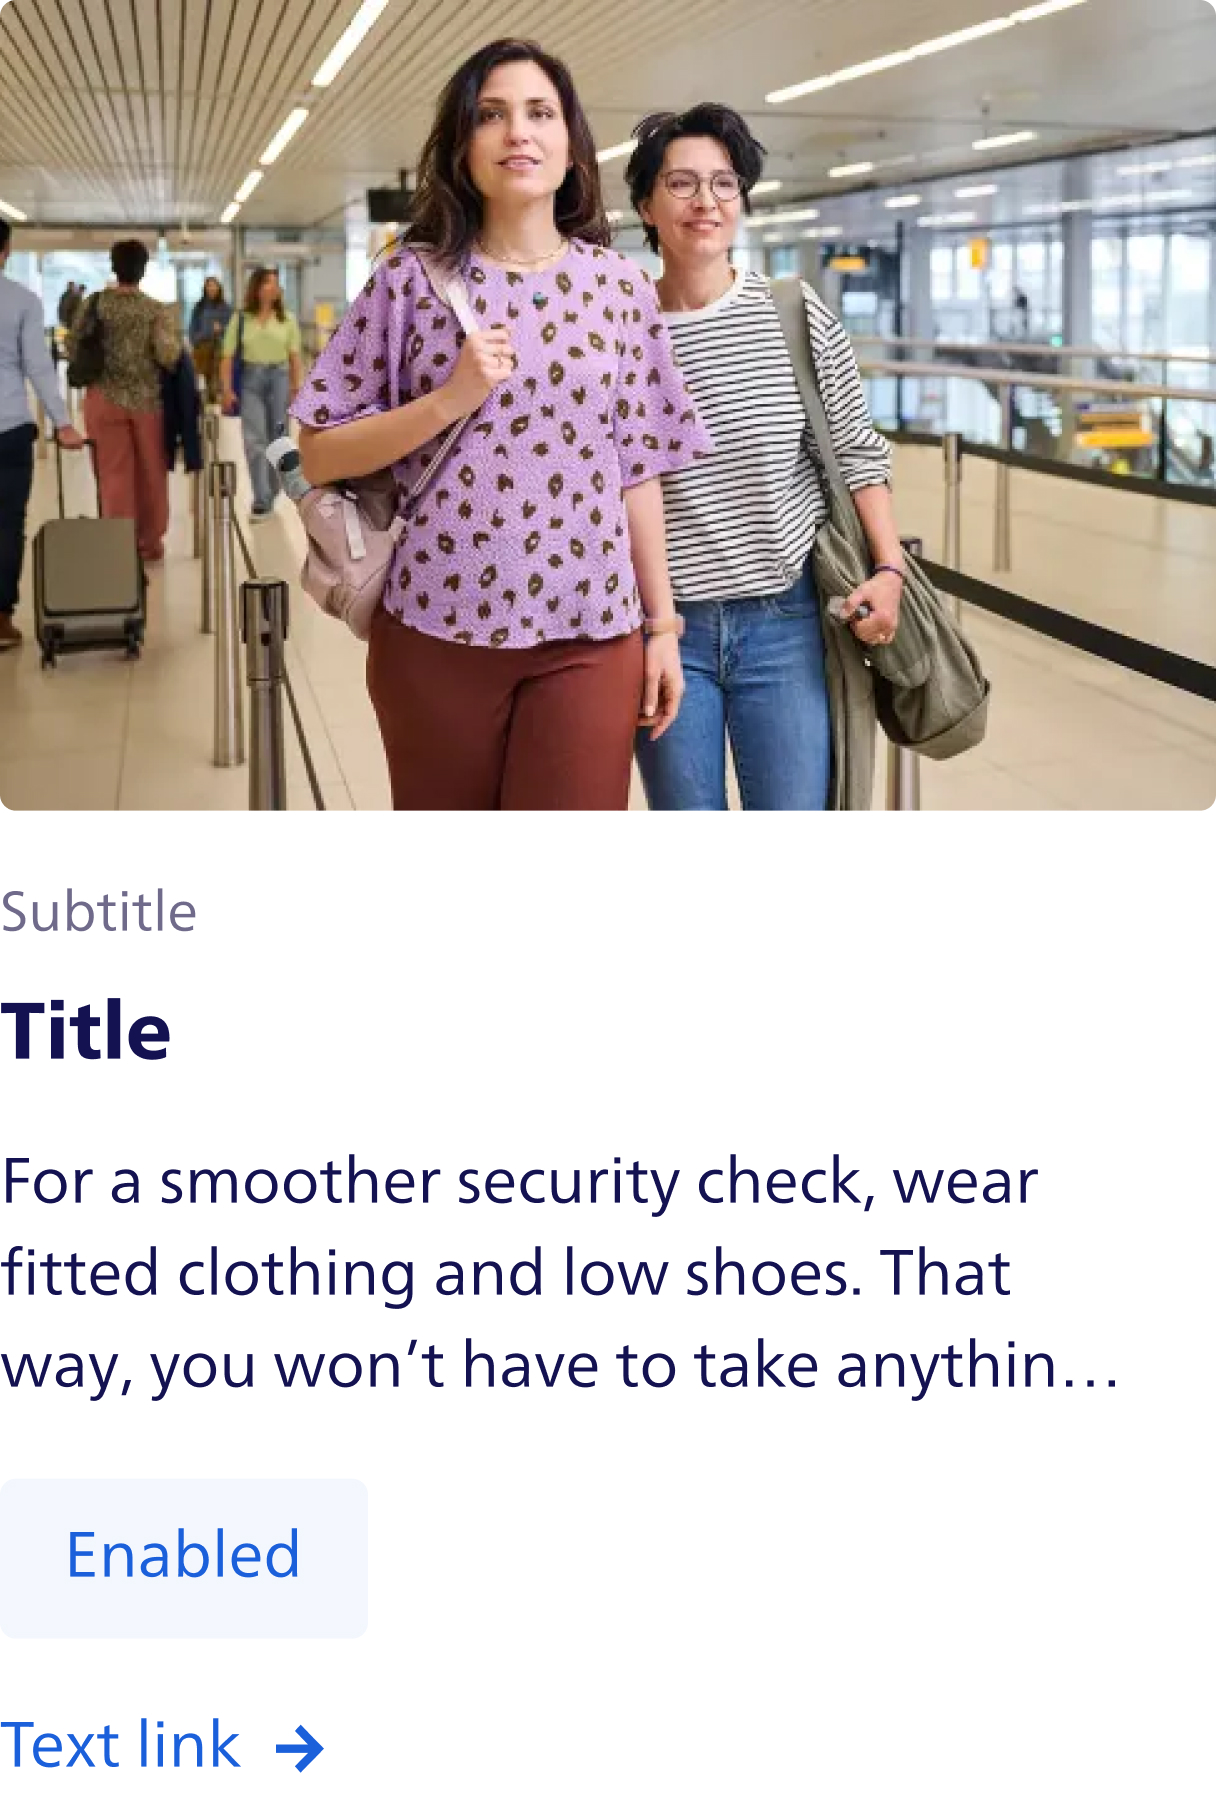 Subtitle
Title
For a smoother security check, wear
fitted clothing and low shoes. That
way, you won’t have to take anythin…
Enabled
Text link →